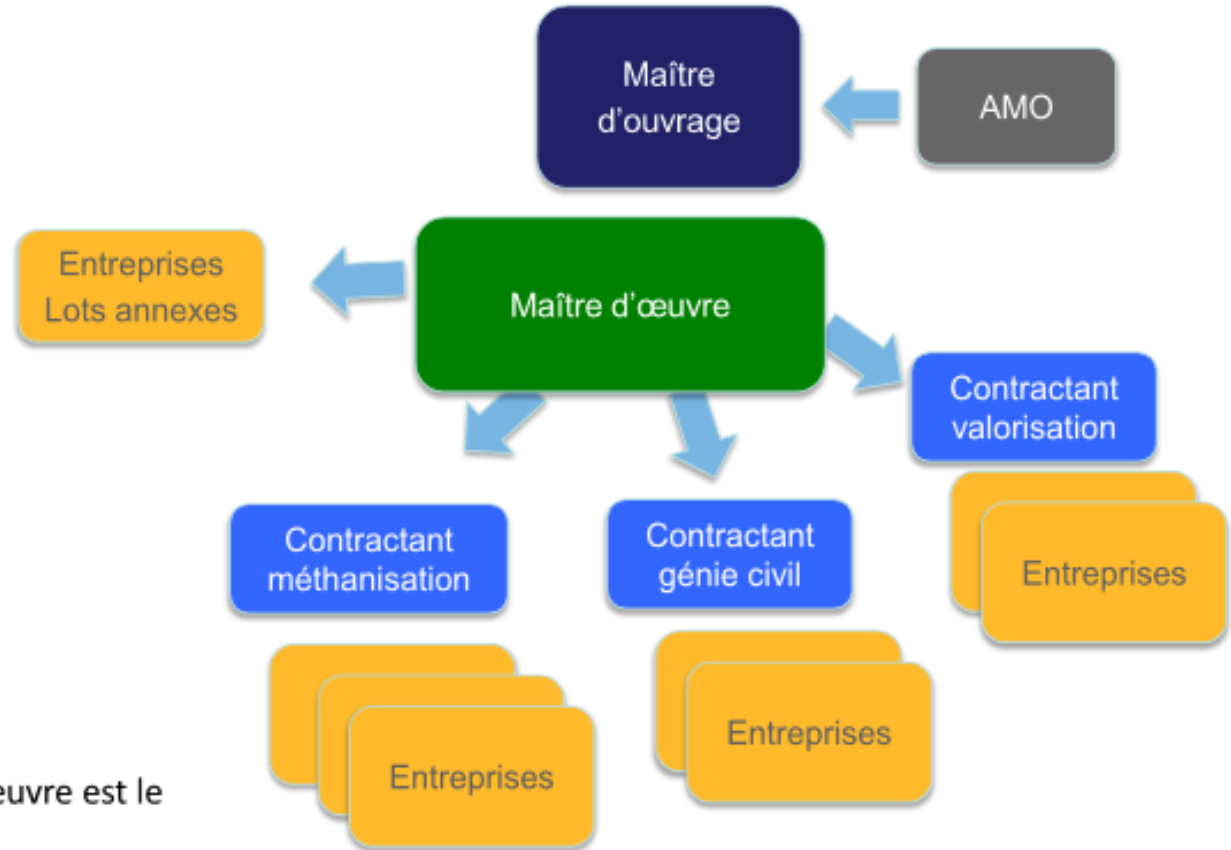 Maître
d'ouvrage
AMO
Entreprises
Lots annexes
Maître d'œuvre
Contractant
valorisation
Entreprises
Contractant
méthanisation
Contractant
génie civil
Entreprises
Entreprises
œuvre est le